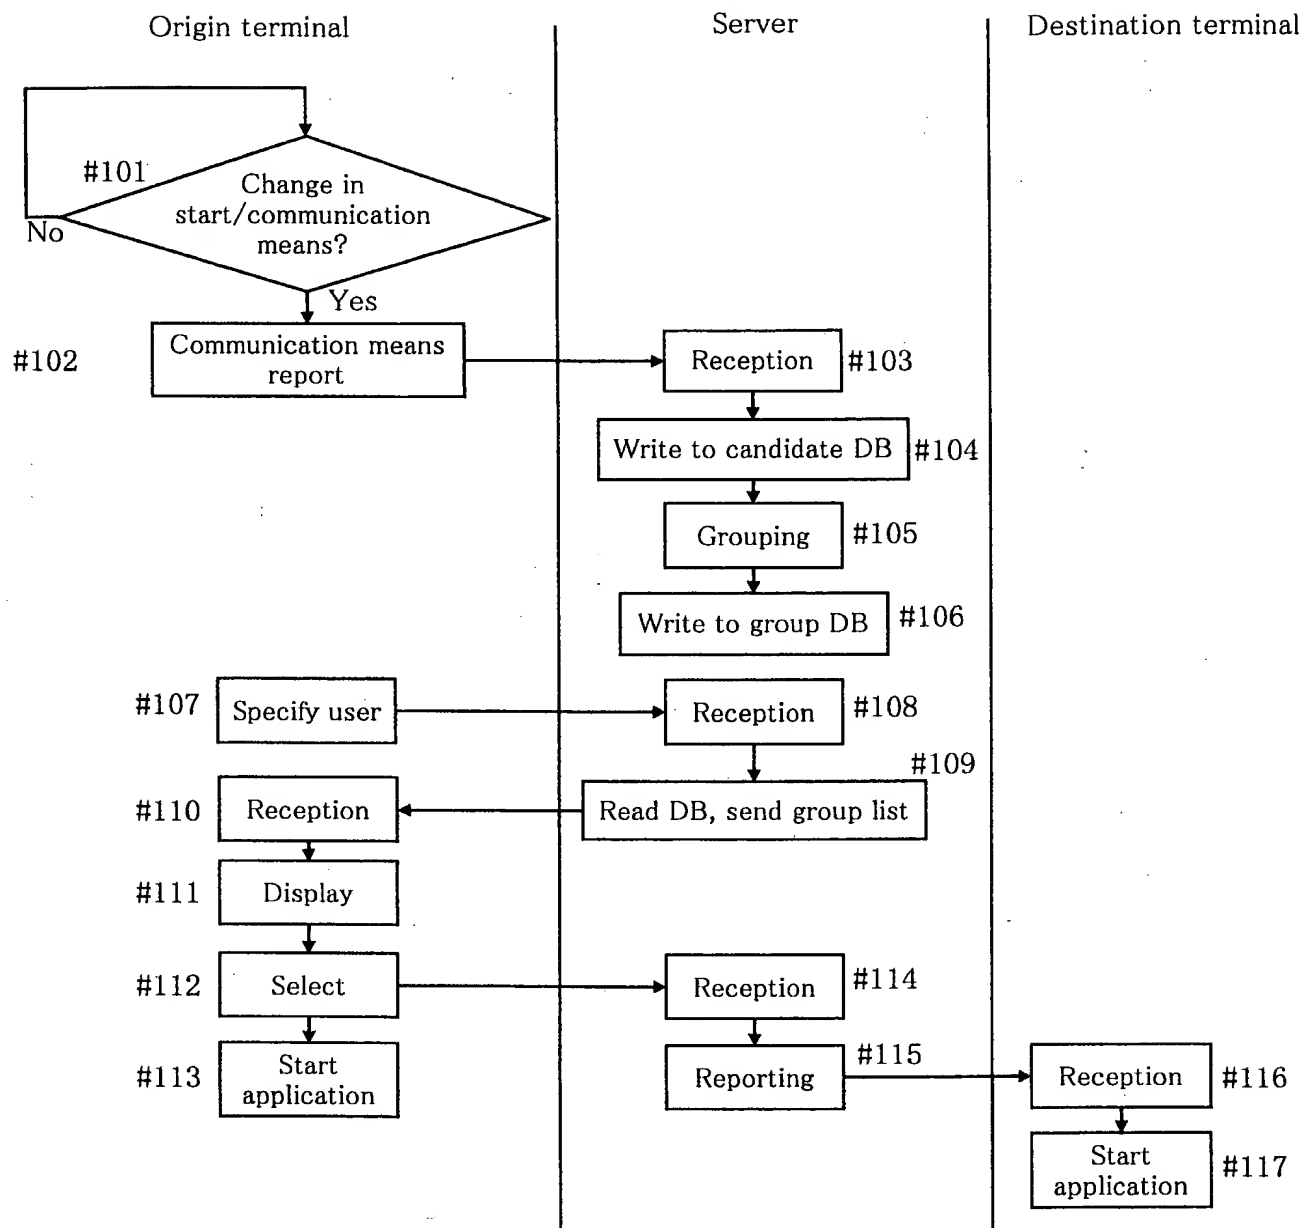 Origin terminal
Server
Destination terminal
#101
Change in
start/communication
means?
No
Yes
#102
Communication means
report
Reception
#103
Write to candidate DB
#104
Grouping
#105
Write to group DB
#106
#107
Specify user
Reception
#108
#109
#110
Reception
Read DB, send group list
#111
Display
#112
Select
Reception
#114
#113
Start
application
Reporting
#115
Reception
#116
Start
application
#117